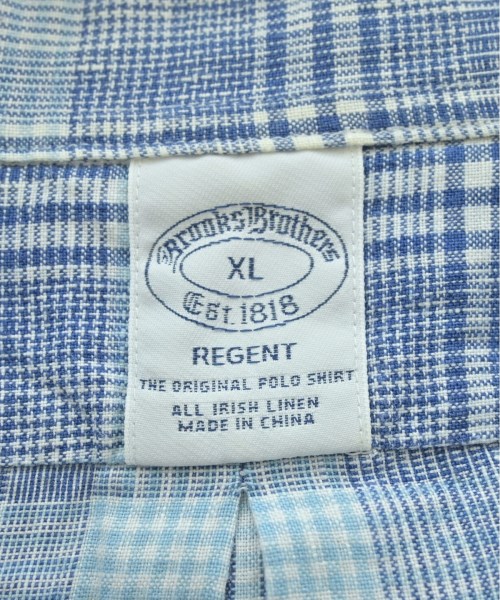 Brooks Brothers
XL
Est. 1818
REGENT
THE ORIGINAL POLO SHIRT
ALL IRISH LINEN
MADE IN CHINA